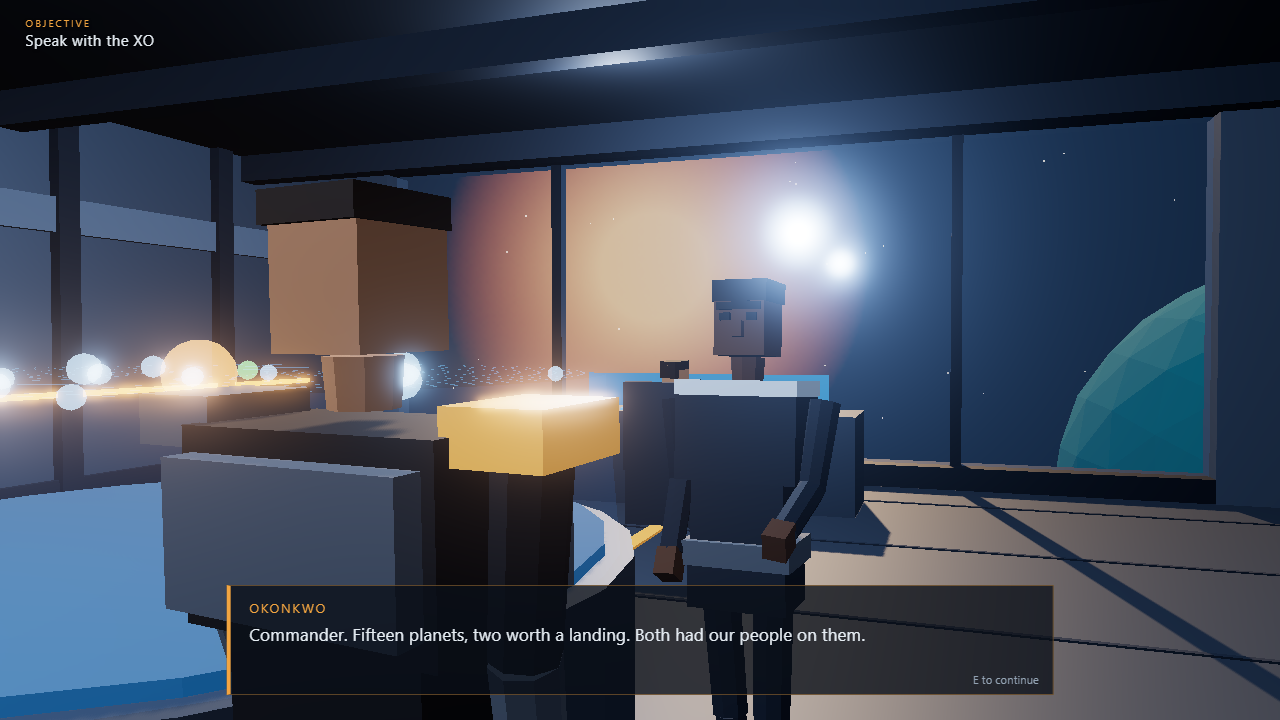 OBJECTIVE
Speak with the XO
OKONKWO
Commander. Fifteen planets, two worth a landing. Both had our people on them.
E to continue